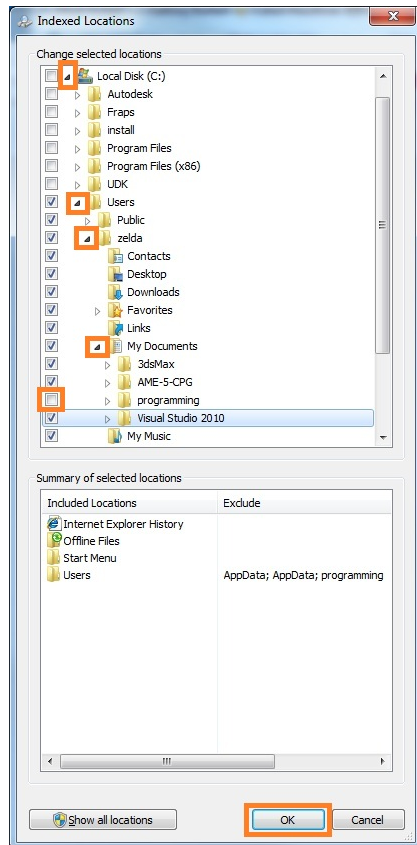 Indexed Locations
Change selected locations
Local Disk (C:)
Autodesk
Fraps
install
Program Files
Program Files (x86)
UDK
Users
Public
zelda
Contacts
Desktop
Downloads
Favorites
Links
My Documents
3dsMax
AME-5-CPG
programming
Visual Studio 2010
My Music
Summary of selected locations
Included Locations Exclude
Internet Explorer History
Offline Files
Start Menu
Users AppData; AppData; programming
Show all locations OK Cancel